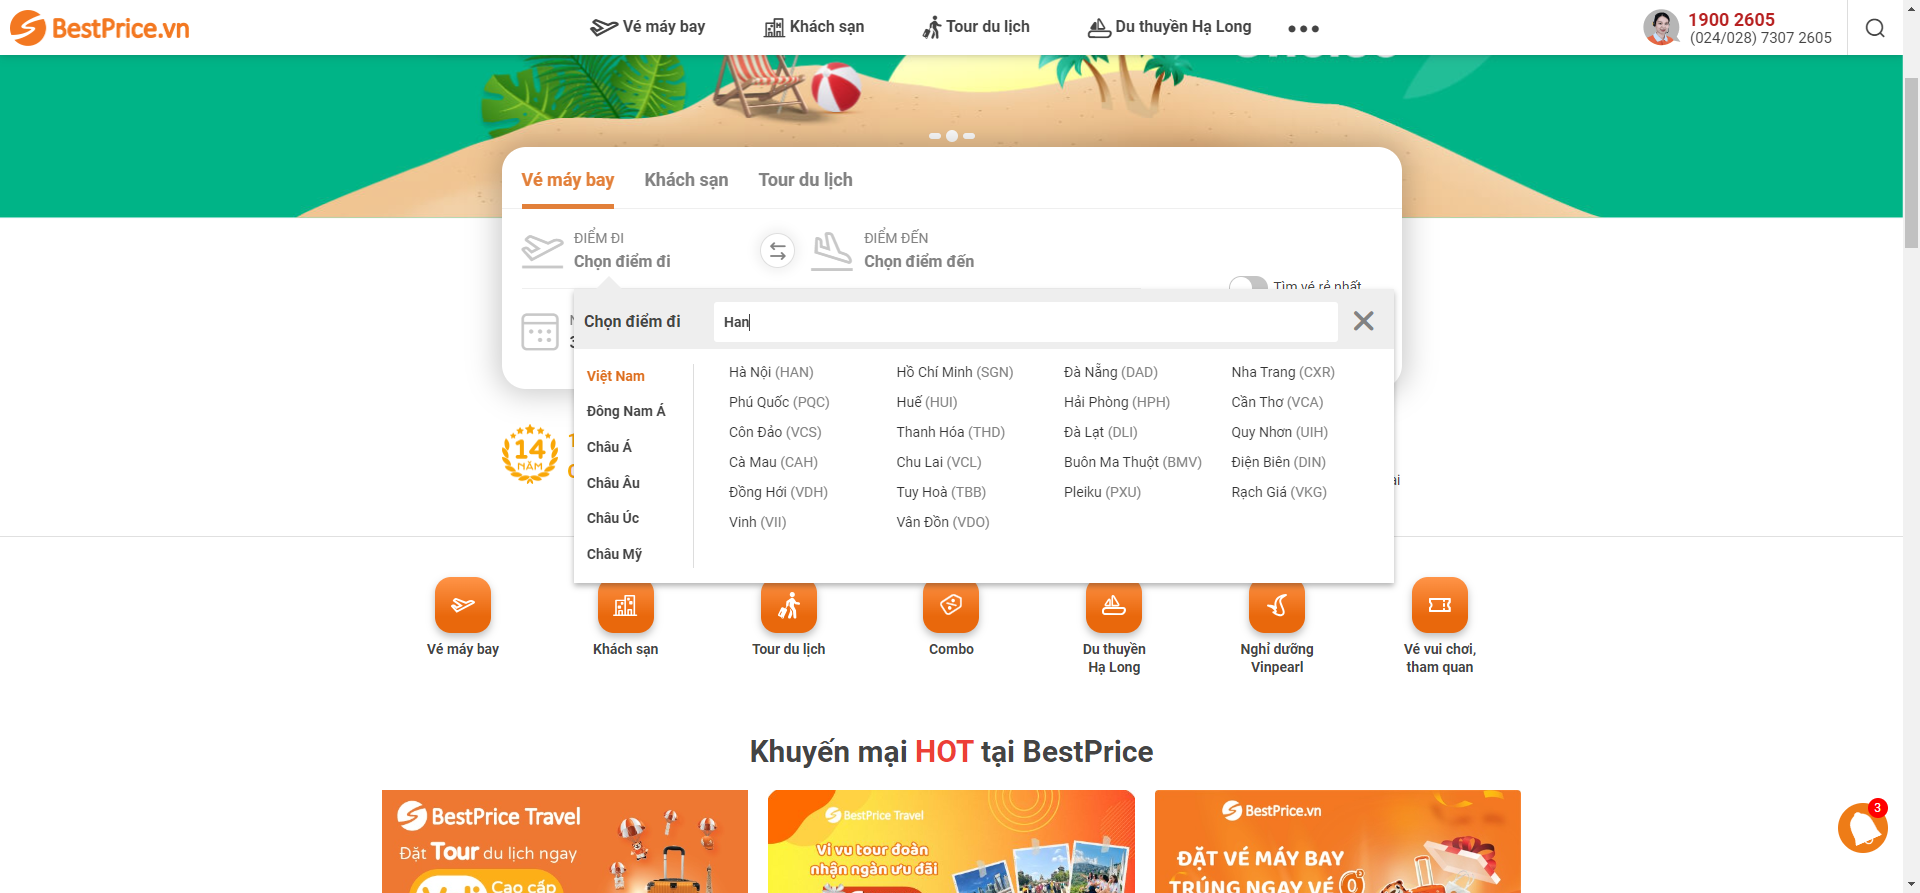 BestPrice.vn
Vé máy bay
Khách sạn
Tour du lịch
Du thuyền Hạ Long
1900 2605
(024/028) 7307 2605
Vé máy bay
Khách sạn
Tour du lịch
ĐIỂM ĐI
Chọn điểm đi
ĐIỂM ĐẾN
Chọn điểm đến
Tìm vé rẻ nhất
Chọn điểm đi
Han
Việt Nam
Đông Nam Á
Châu Á
Châu Âu
Châu Úc
Châu Mỹ
Hà Nội (HAN)
Hồ Chí Minh (SGN)
Đà Nẵng (DAD)
Nha Trang (CXR)
Phú Quốc (PQC)
Huế (HUI)
Hải Phòng (HPH)
Cần Thơ (VCA)
Côn Đảo (VCS)
Thanh Hóa (THD)
Đà Lạt (DLI)
Quy Nhơn (UIH)
Cà Mau (CAH)
Chu Lai (VCL)
Buôn Ma Thuột (BMV)
Điện Biên (DIN)
Đồng Hới (VDH)
Tuy Hoà (TBB)
Pleiku (PXU)
Rạch Giá (VKG)
Vinh (VII)
Vân Đồn (VDO)
14
NĂM
Vé máy bay
Khách sạn
Tour du lịch
Combo
Du thuyền
Hạ Long
Nghỉ dưỡng
Vinpearl
Vé vui chơi,
tham quan
Khuyến mại HOT tại BestPrice
BestPrice Travel
Đặt Tour du lịch ngay
Cao cấp
BestPrice Travel
Vi vu tour đoàn
nhận ngàn ưu đãi
BestPrice.vn
ĐẶT VÉ MÁY BAY
TRÚNG NGAY VÉ 0
3